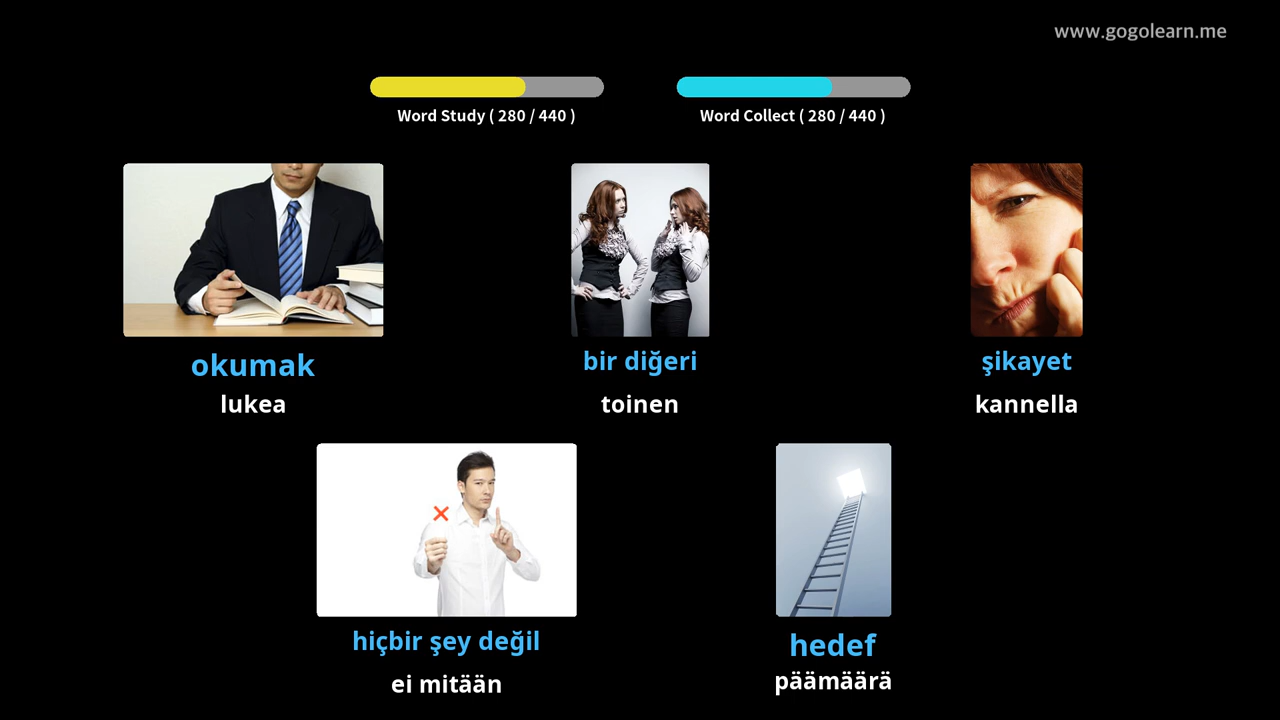 www.gogolearn.me
Word Study ( 280 / 440 )
Word Collect ( 280 / 440 )
okumak
lukea
bir diğeri
toinen
şikayet
kannella
hiçbir şey değil
ei mitään
hedef
päämäärä